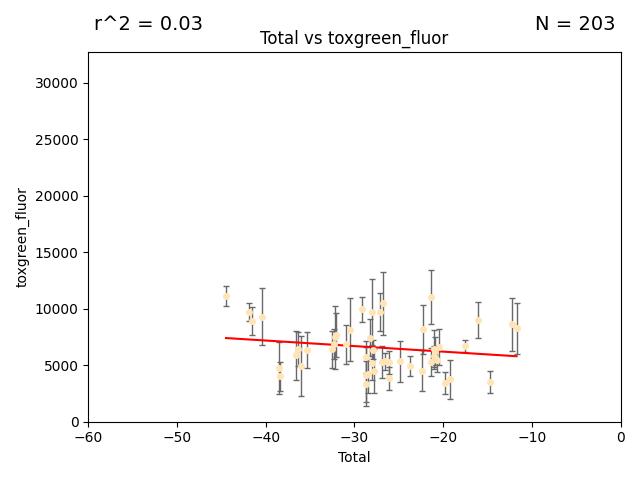 r^2 = 0.03
N = 203
Total vs toxgreen_fluor
30000
25000
20000
15000
10000
5000
0
toxgreen_fluor
−60
−50
−40
−30
−20
−10
0
Total